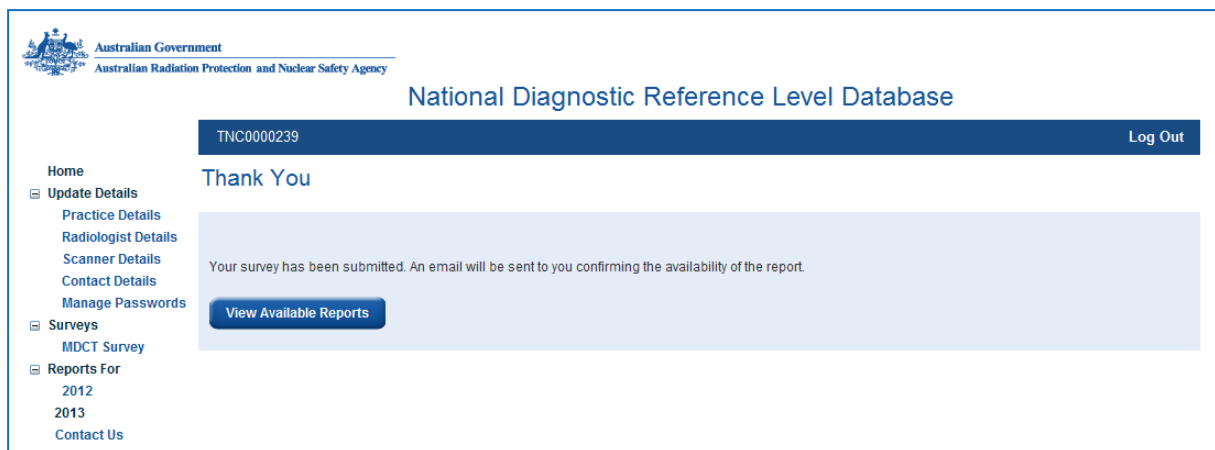 Australian Government
Australian Radiation Protection and Nuclear Safety Agency
National Diagnostic Reference Level Database
TNC0000239 Log Out
Home
Update Details
Practice Details
Radiologist Details
Scanner Details
Contact Details
Manage Passwords
Surveys
MDCT Survey
Reports For
2012
2013
Contact Us
Thank You
Your survey has been submitted. An email will be sent to you confirming the availability of the report.
View Available Reports